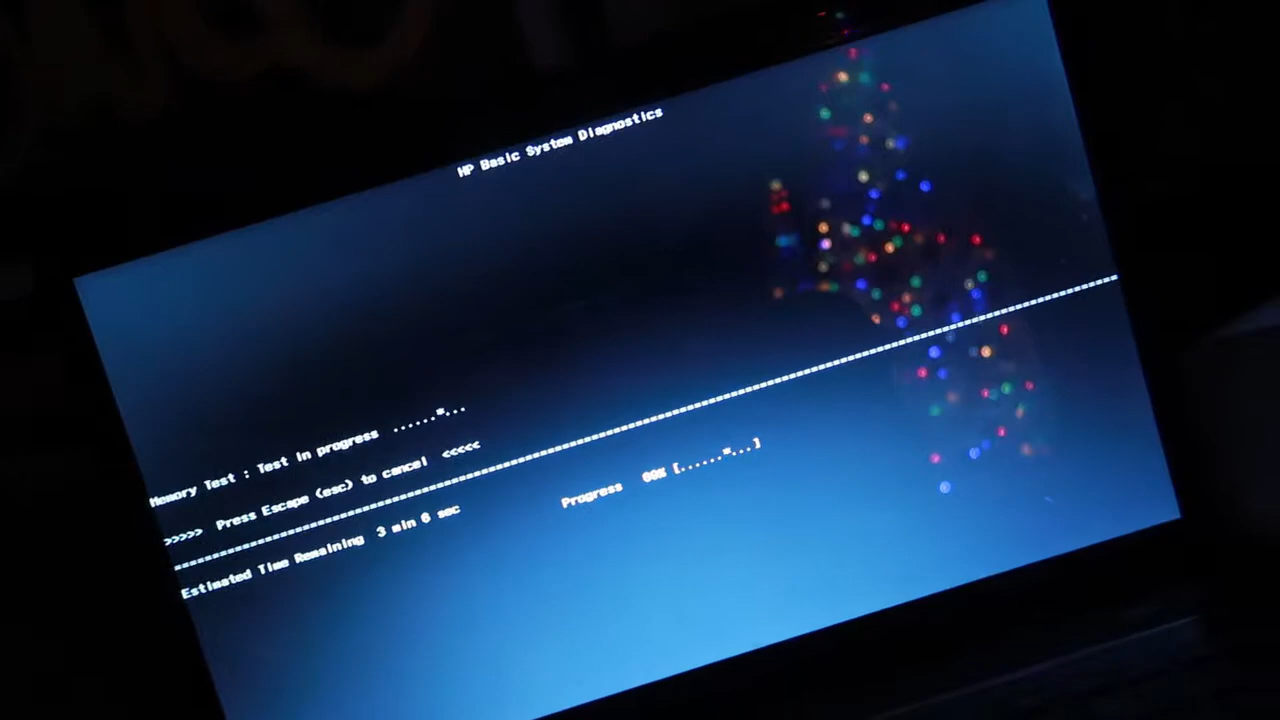 HP Basic System Diagnostics
Memory Test : Test in progress ......*...
>>>>> Press Escape (esc) to cancel <<<<<
Estimated Time Remaining 3 min 6 sec Progress 60% [......*...]